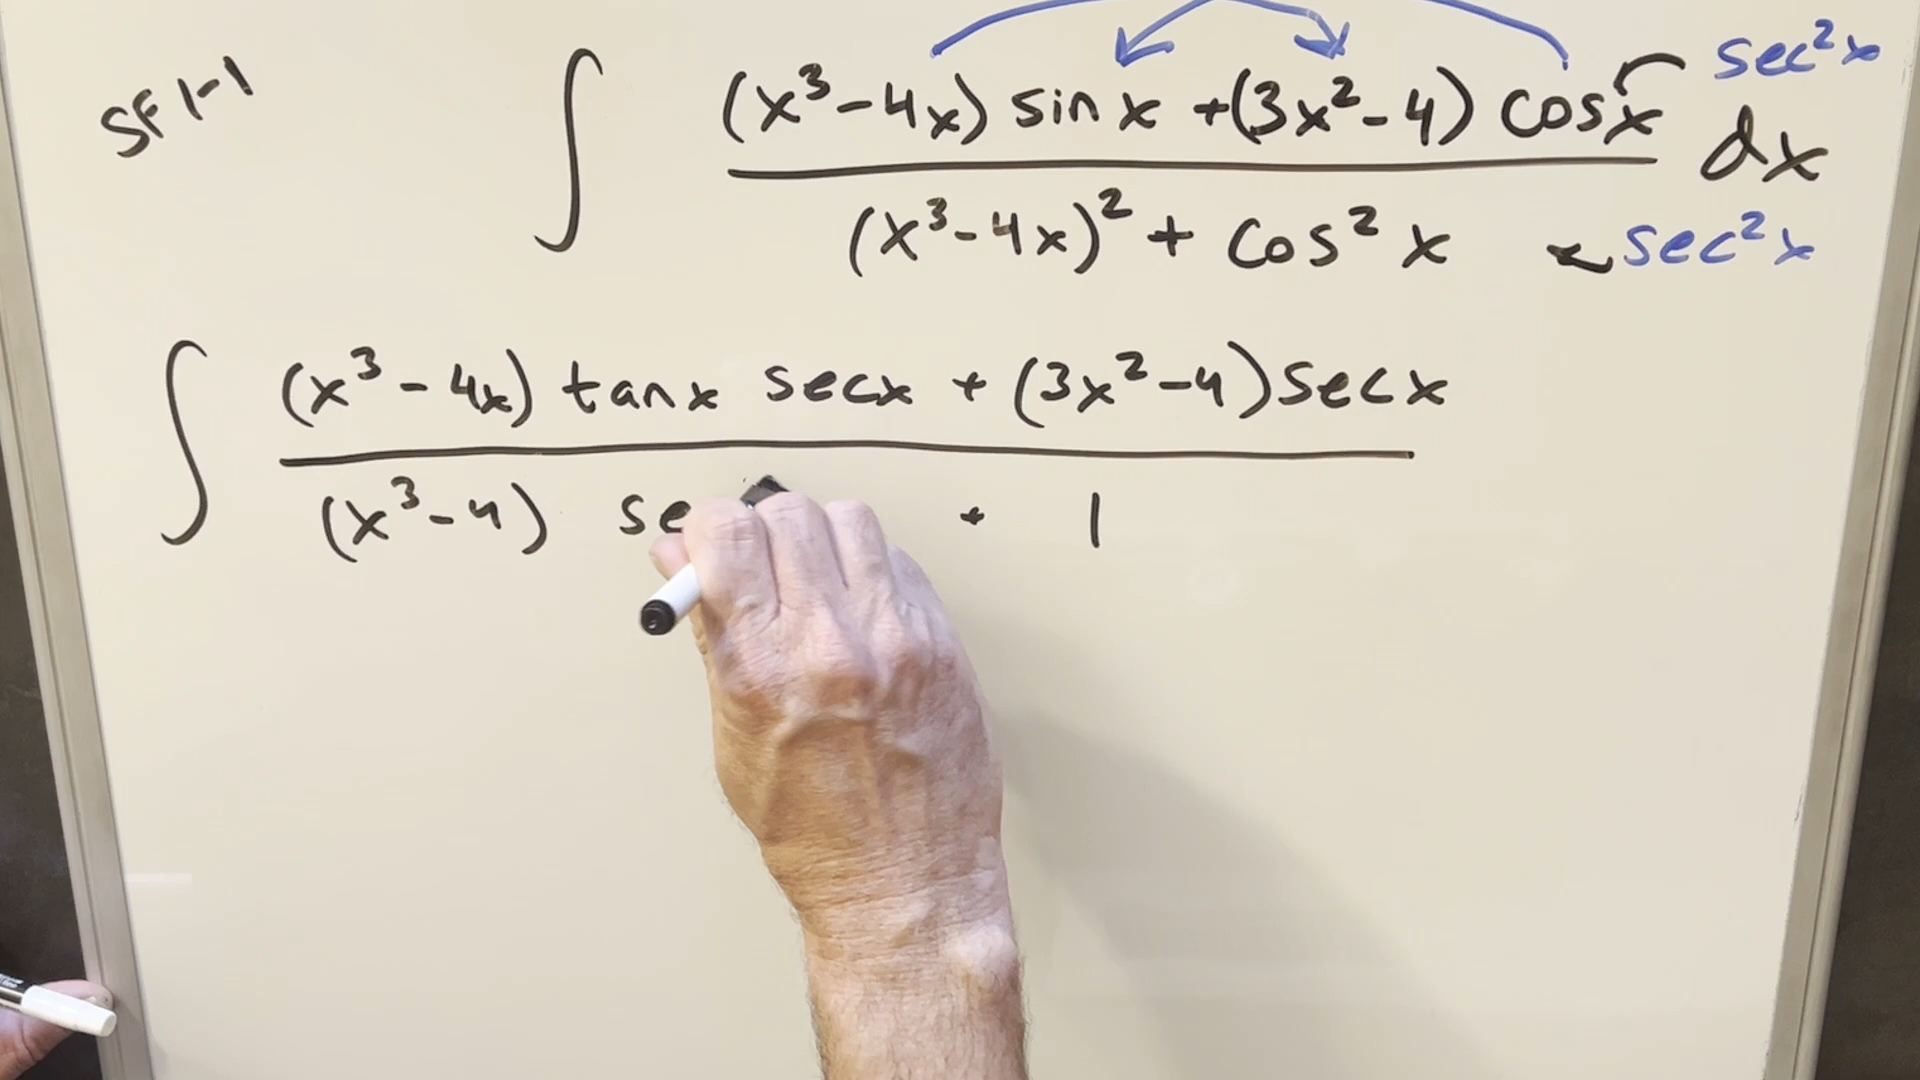 SF 1-1
∫ (x³-4x) sin x + (3x²-4) cos x sec²x
dx
(x³-4x)² + cos² x sec²x
∫ (x³-4x) tan x sec x + (3x²-4) sec x
(x³-4) se + 1